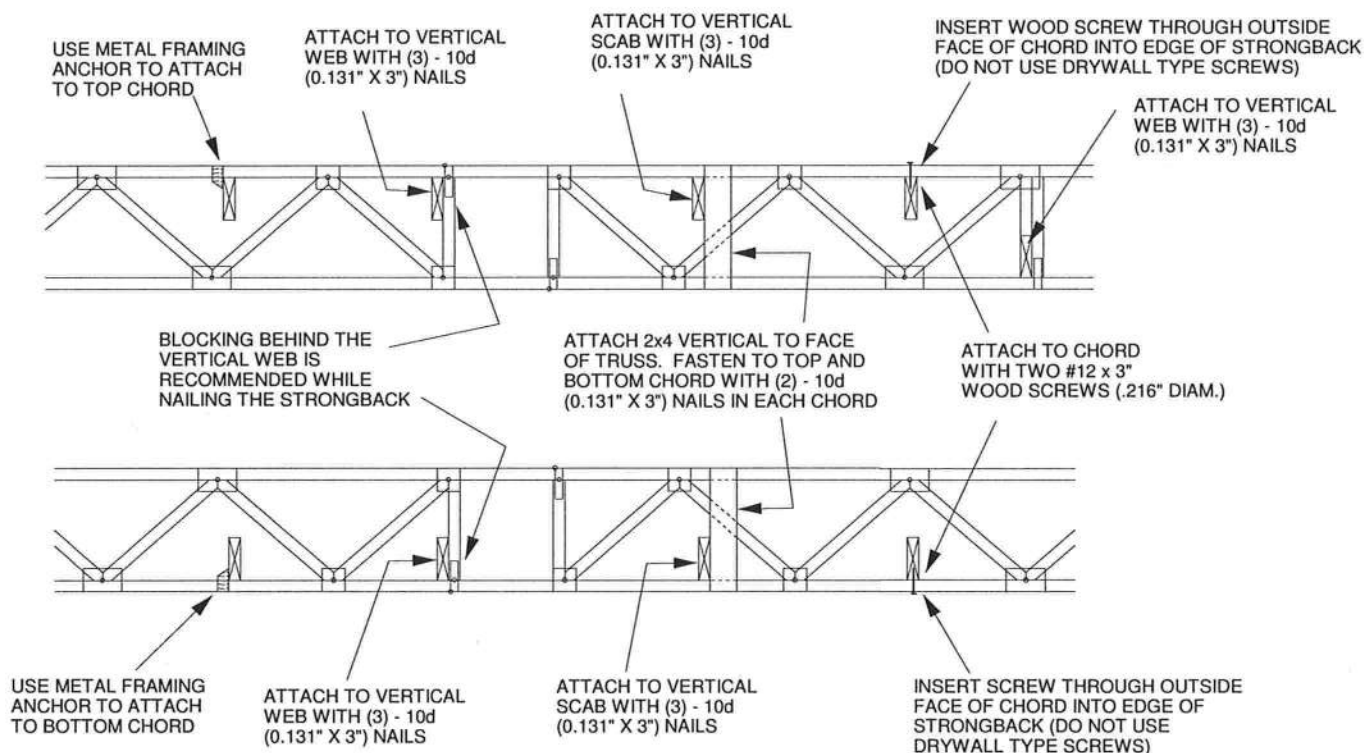 USE METAL FRAMING
ANCHOR TO ATTACH
TO TOP CHORD
ATTACH TO VERTICAL
WEB WITH (3) - 10d
(0.131" X 3") NAILS
ATTACH TO VERTICAL
SCAB WITH (3) - 10d
(0.131" X 3") NAILS
INSERT WOOD SCREW THROUGH OUTSIDE
FACE OF CHORD INTO EDGE OF STRONGBACK
(DO NOT USE DRYWALL TYPE SCREWS)
ATTACH TO VERTICAL
WEB WITH (3) - 10d
(0.131" X 3") NAILS
BLOCKING BEHIND THE
VERTICAL WEB IS
RECOMMENDED WHILE
NAILING THE STRONGBACK
ATTACH 2x4 VERTICAL TO FACE
OF TRUSS. FASTEN TO TOP AND
BOTTOM CHORD WITH (2) - 10d
(0.131" X 3") NAILS IN EACH CHORD
ATTACH TO CHORD
WITH TWO #12 x 3"
WOOD SCREWS (.216" DIAM.)
USE METAL FRAMING
ANCHOR TO ATTACH
TO BOTTOM CHORD
ATTACH TO VERTICAL
WEB WITH (3) - 10d
(0.131" X 3") NAILS
ATTACH TO VERTICAL
SCAB WITH (3) - 10d
(0.131" X 3") NAILS
INSERT SCREW THROUGH OUTSIDE
FACE OF CHORD INTO EDGE OF
STRONGBACK (DO NOT USE
DRYWALL TYPE SCREWS)